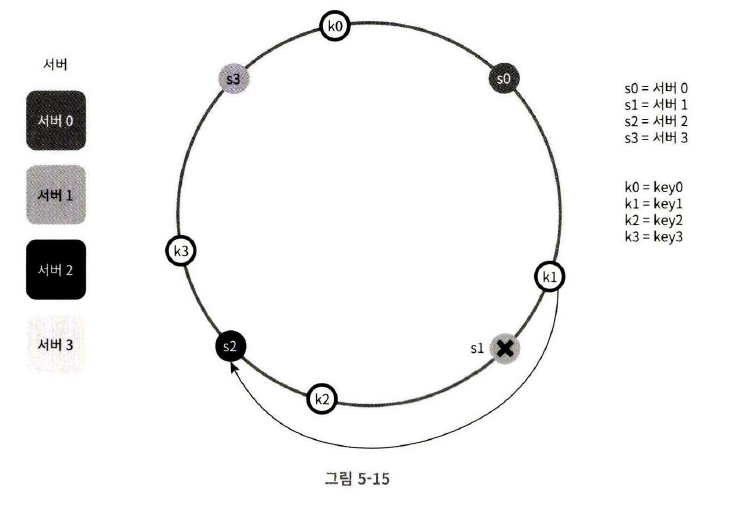 서버
서버 0
서버 1
서버 2
서버 3
k0
s3
s0
k3
k1
s2
s1
k2
s0 = 서버 0
s1 = 서버 1
s2 = 서버 2
s3 = 서버 3
k0 = key0
k1 = key1
k2 = key2
k3 = key3
그림 5-15